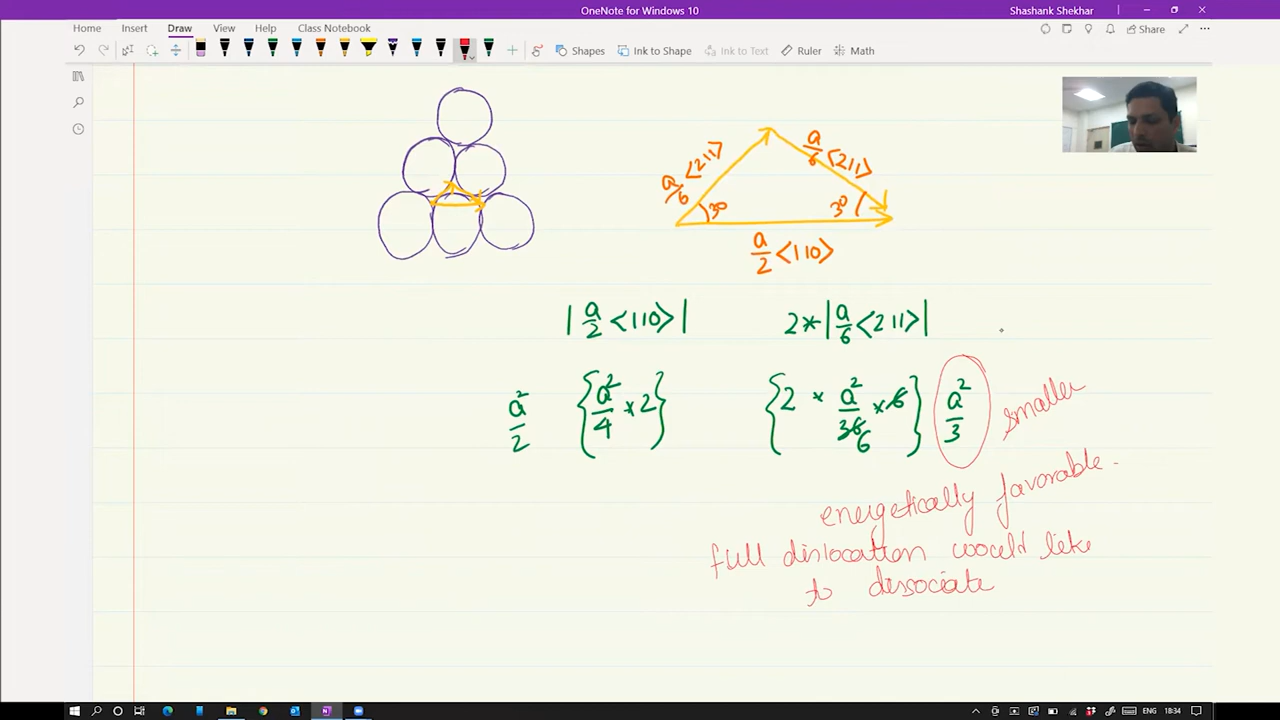 OneNote for Windows 10
Shashank Shekhar
Home Insert Draw View Help Class Notebook
Share
Shapes Ink to Shape Ink to Text Ruler Math
a/6 <211>
a/6 <211>
30
30
a/2 <110>
|a/2 <110>| 2*|a/6 <211>|
a²/2 {a²/4 * 2} {2 * a²/36 6 * 6} a²/3 smaller
energetically favorable.
full dislocation would like
to dissociate
ENG 18:34